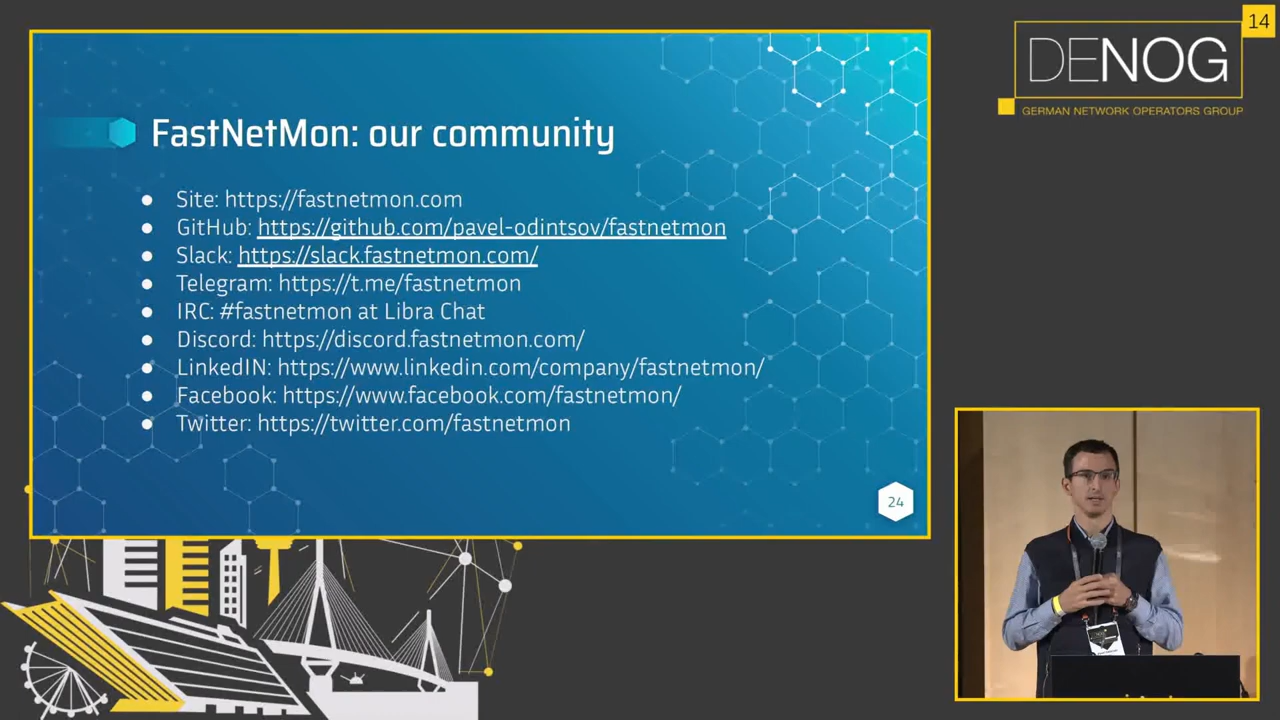 14
DENOG
GERMAN NETWORK OPERATORS GROUP
FastNetMon: our community
● Site: https://fastnetmon.com
● GitHub: https://github.com/pavel-odintsov/fastnetmon
● Slack: https://slack.fastnetmon.com/
● Telegram: https://t.me/fastnetmon
● IRC: #fastnetmon at Libra Chat
● Discord: https://discord.fastnetmon.com/
● LinkedIN: https://www.linkedin.com/company/fastnetmon/
● Facebook: https://www.facebook.com/fastnetmon/
● Twitter: https://twitter.com/fastnetmon
24